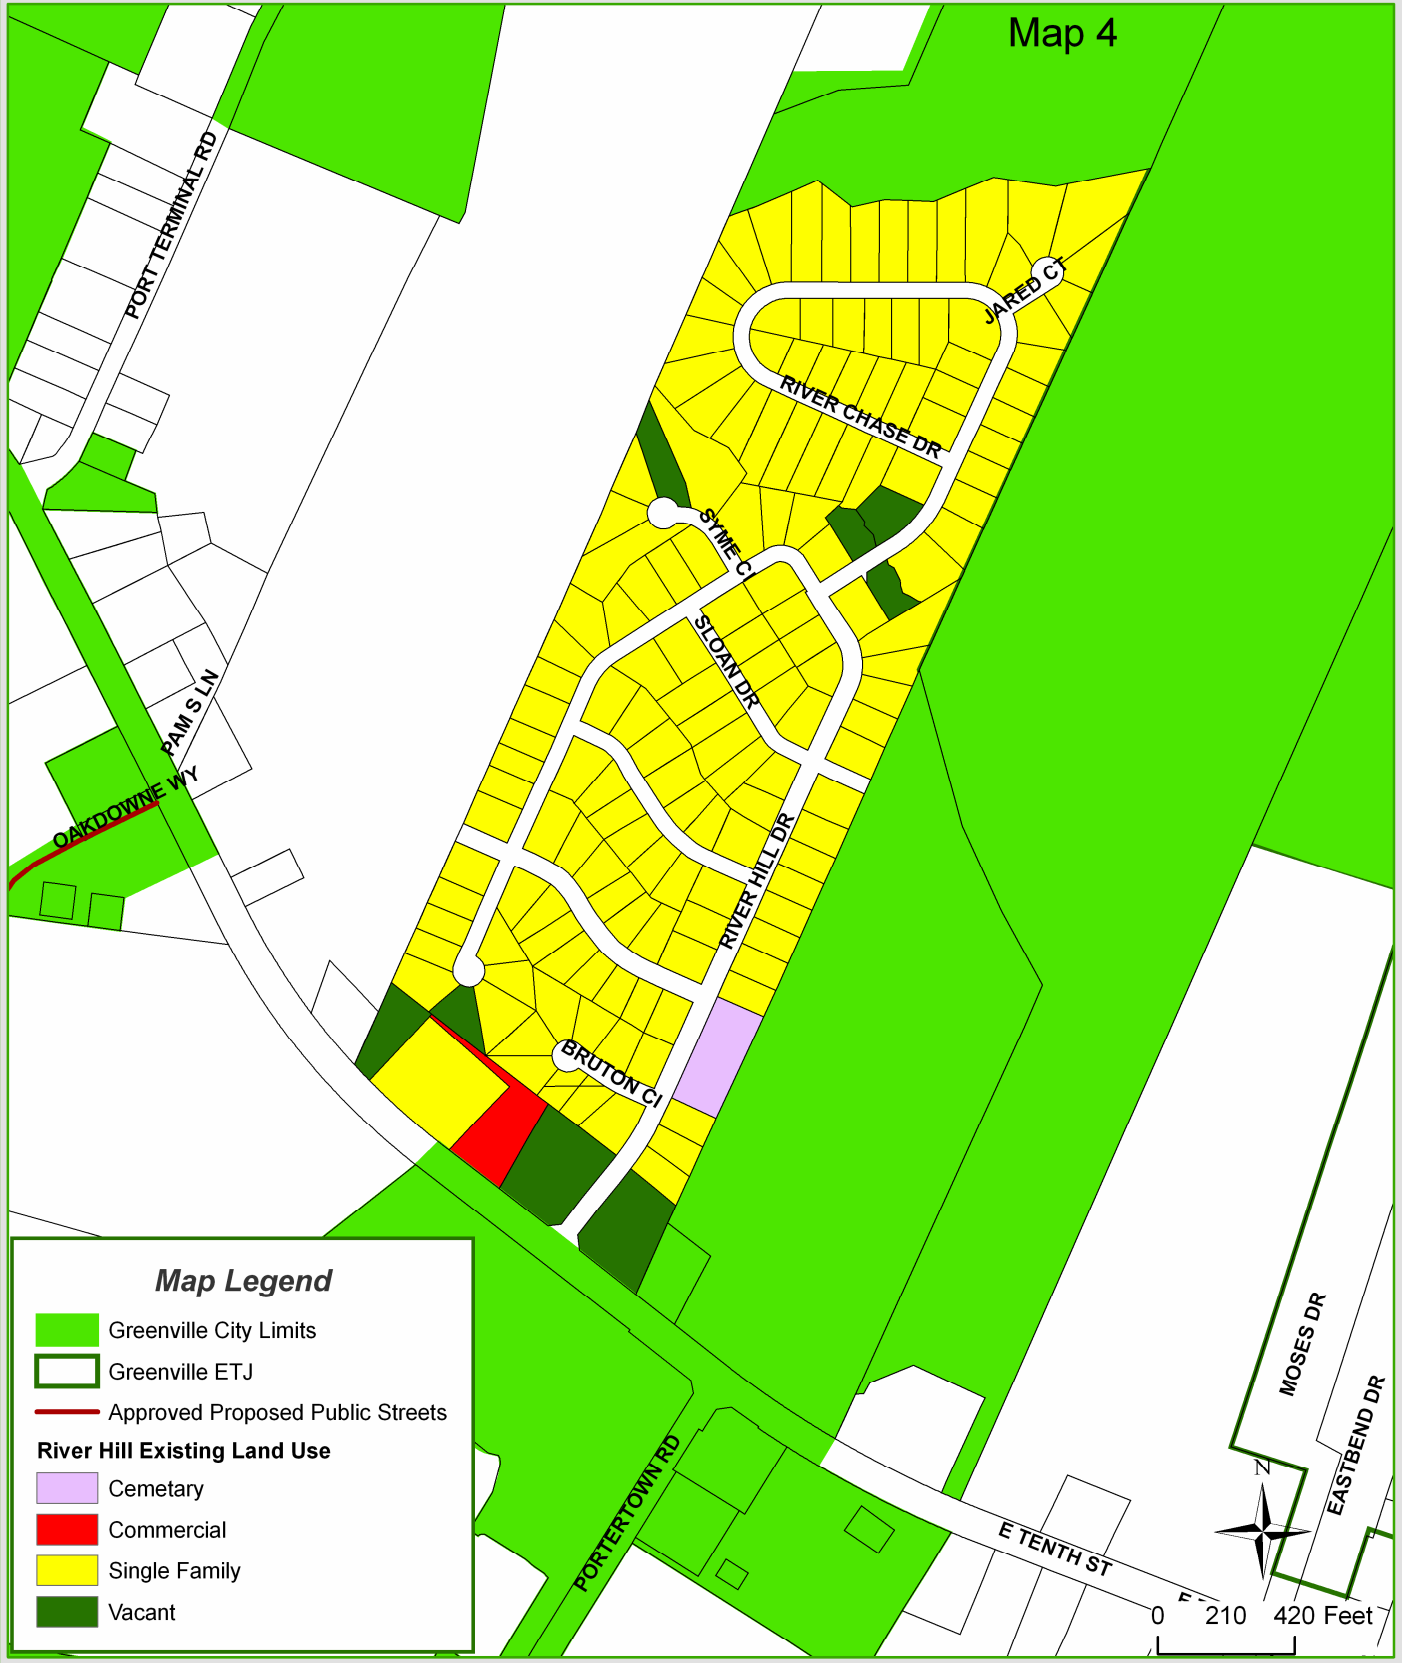 Map 4
PORT TERMINAL RD
JARED CT
RIVER CHASE DR
SYME CI
SLOAN DR
PAM S LN
OAKDOWNE WY
RIVER HILL DR
BRUTON CI
Map Legend
Greenville City Limits
Greenville ETJ
Approved Proposed Public Streets
River Hill Existing Land Use
Cemetary
Commercial
Single Family
Vacant
PORTERTOWN RD
MOSES DR
EASTBEND DR
N
E TENTH ST
0 210 420 Feet